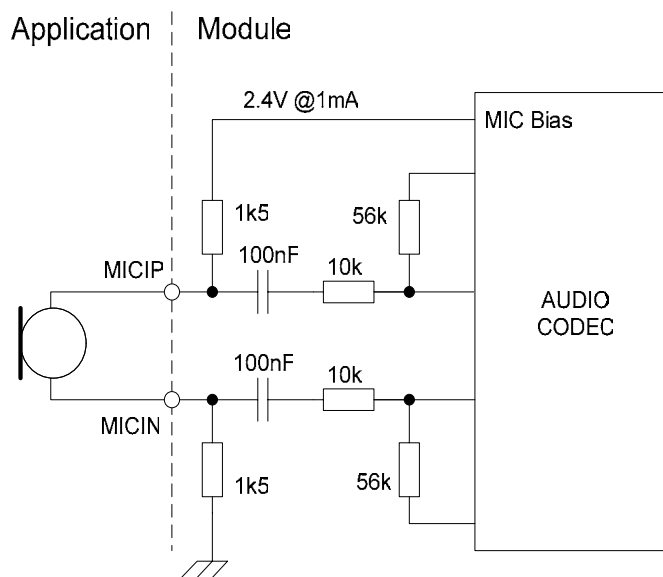 Application
Module
2.4V @1mA
MIC Bias
1k5
56k
100nF
10k
MICIP
AUDIO
CODEC
100nF
10k
MICIN
1k5
56k